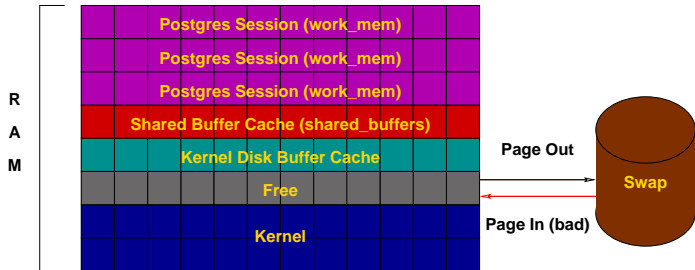 Postgres Session (work_mem)
Postgres Session (work_mem)
Postgres Session (work_mem)
R
A
M
Shared Buffer Cache (shared_buffers)
Kernel Disk Buffer Cache
Page Out
Free
Swap
Page In (bad)
Kernel